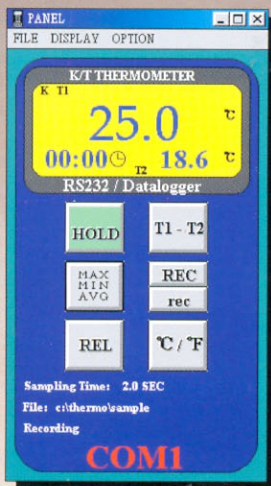 PANEL
FILE DISPLAY OPTION
K/T THERMOMETER
K T1
25.0 ℃
00:00 T2 18.6 ℃
RS232 / Datalogger
HOLD T1 - T2
MAX
MIN
AVG
REC
rec
REL ℃ / ℉
Sampling Time: 2.0 SEC
File: c:\thermo\sample
Recording
COM1